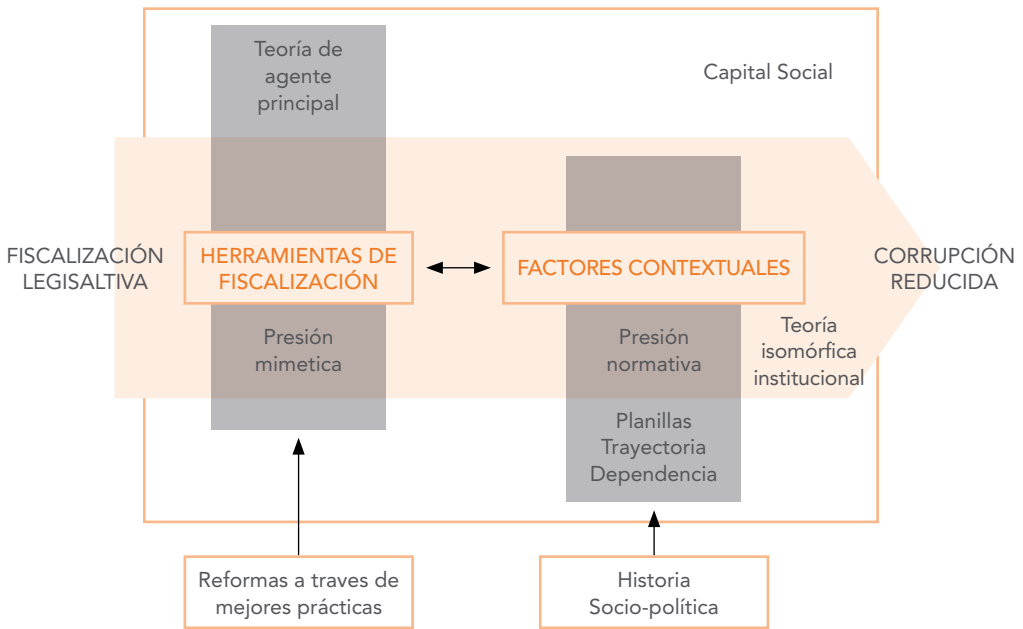 Teoría de
agente
principal
Capital Social
FISCALIZACIÓN
LEGISALTIVA
HERRAMIENTAS DE
FISCALIZACIÓN
FACTORES CONTEXTUALES
CORRUPCIÓN
REDUCIDA
Presión
mimetica
Presión
normativa
Teoría
isomórfica
institucional
Planillas
Trayectoria
Dependencia
Reformas a traves de
mejores prácticas
Historia
Socio-política